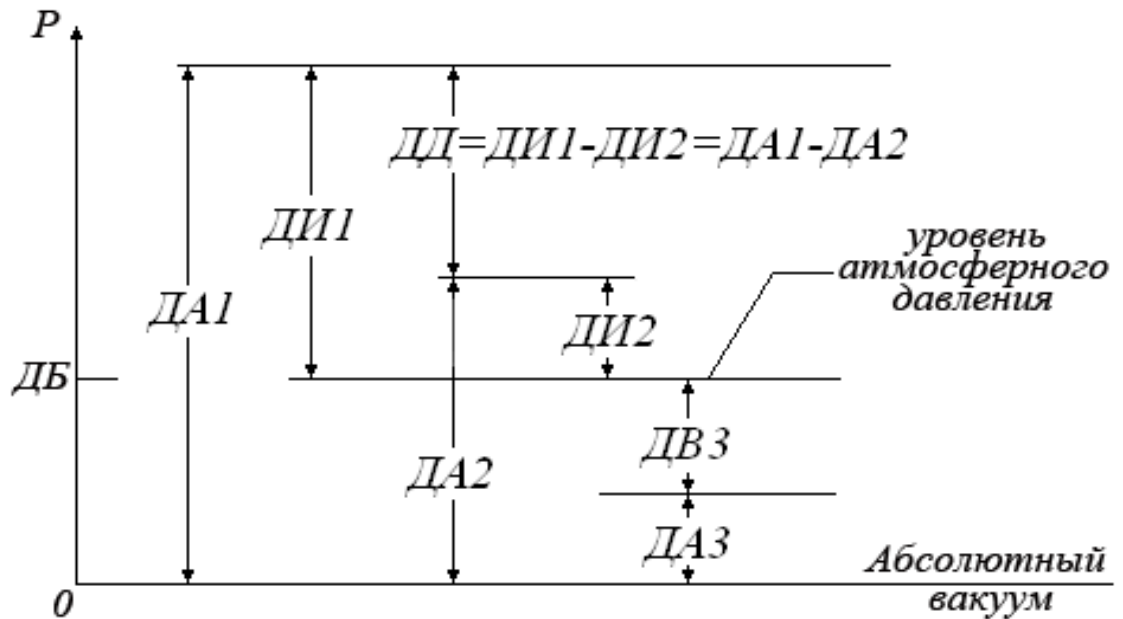 P
ДД=ДИ1-ДИ2=ДА1-ДА2
ДИ1
уровень
атмосферного
давления
ДА1
ДИ2
ДБ
ДВ3
ДА2
ДА3
Абсолютный
вакуум
0